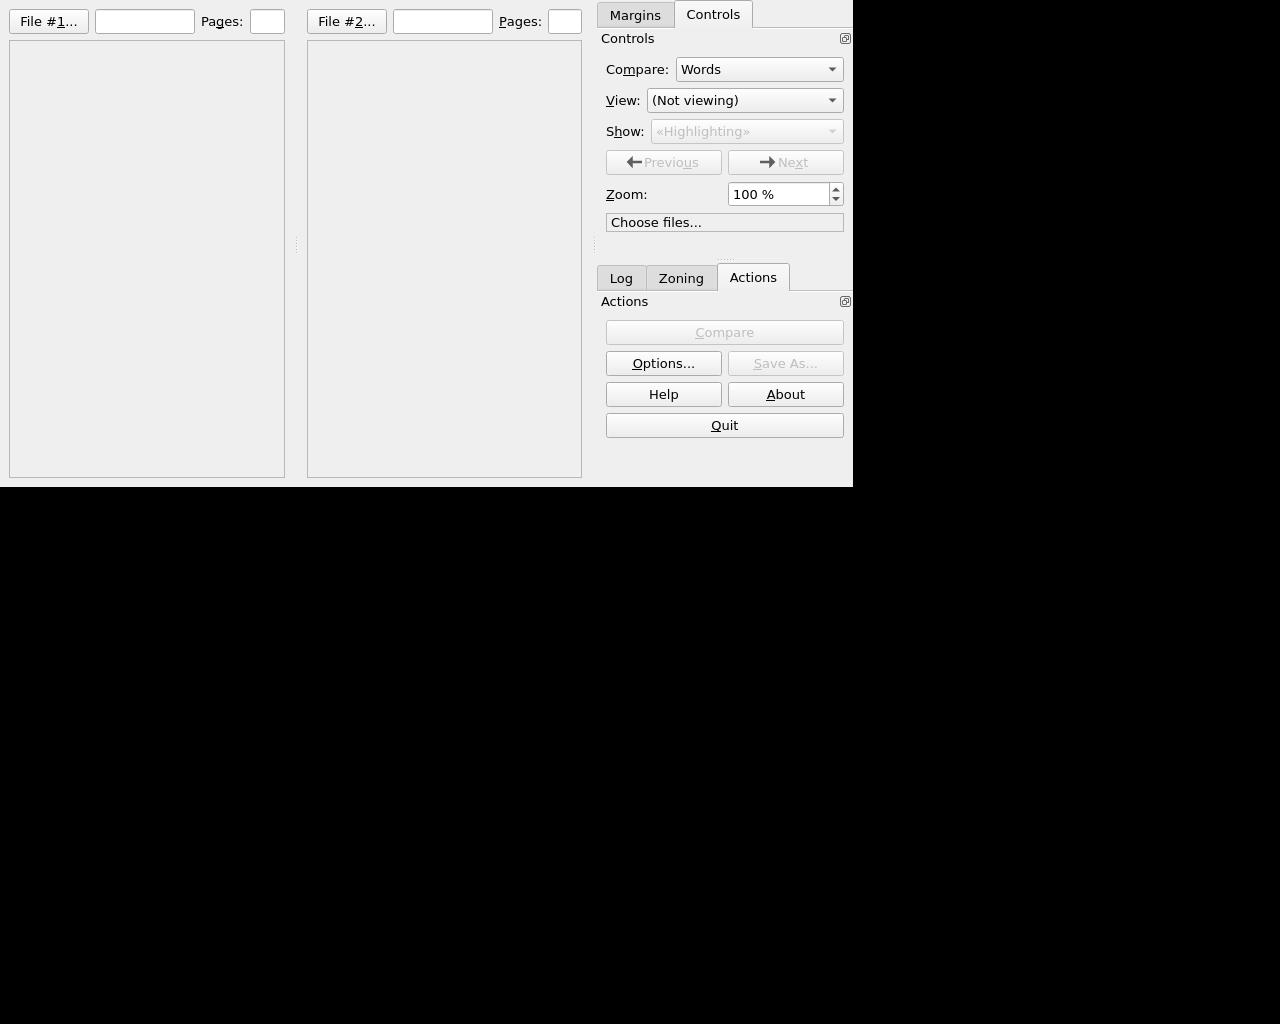 File #1... Pages: File #2... Pages:
Margins Controls
Controls
Compare: Words
View: (Not viewing)
Show: «Highlighting»
Previous Next
Zoom: 100 %
Choose files...
Log Zoning Actions
Actions
Compare
Options... Save As...
Help About
Quit